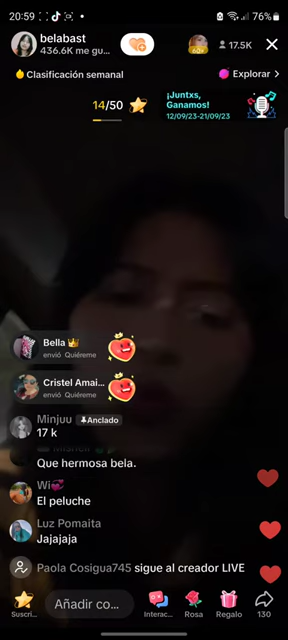 20:59
76%
belabast
436.6K me gu...
17.5K
Clasificación semanal
Explorar >
14/50
¡Juntxs,
Ganamos!
12/09/23-21/09/23
Bella
envió Quiéreme
Cristel Amai...
envió Quiéreme
Minjuu Anclado
17 k
Que hermosa bela.
Wi
El peluche
Luz Pomaita
Jajajaja
Paola Cosigua745 sigue al creador LIVE
Añadir co...
Suscri...
Interac...
Rosa
Regalo
130